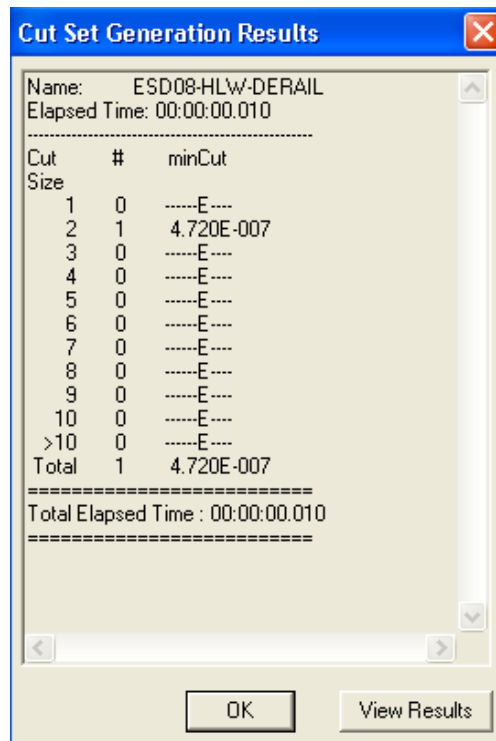 Cut Set Generation Results
Name: ESD08-HLW-DERAIL
Elapsed Time: 00:00:00.010
----------------------------------------------
Cut # minCut
Size
1 0 ------E----
2 1 4.720E-007
3 0 ------E----
4 0 ------E----
5 0 ------E----
6 0 ------E----
7 0 ------E----
8 0 ------E----
9 0 ------E----
10 0 ------E----
>10 0 ------E----
Total 1 4.720E-007
==========================
Total Elapsed Time : 00:00:00.010
==========================
OK View Results